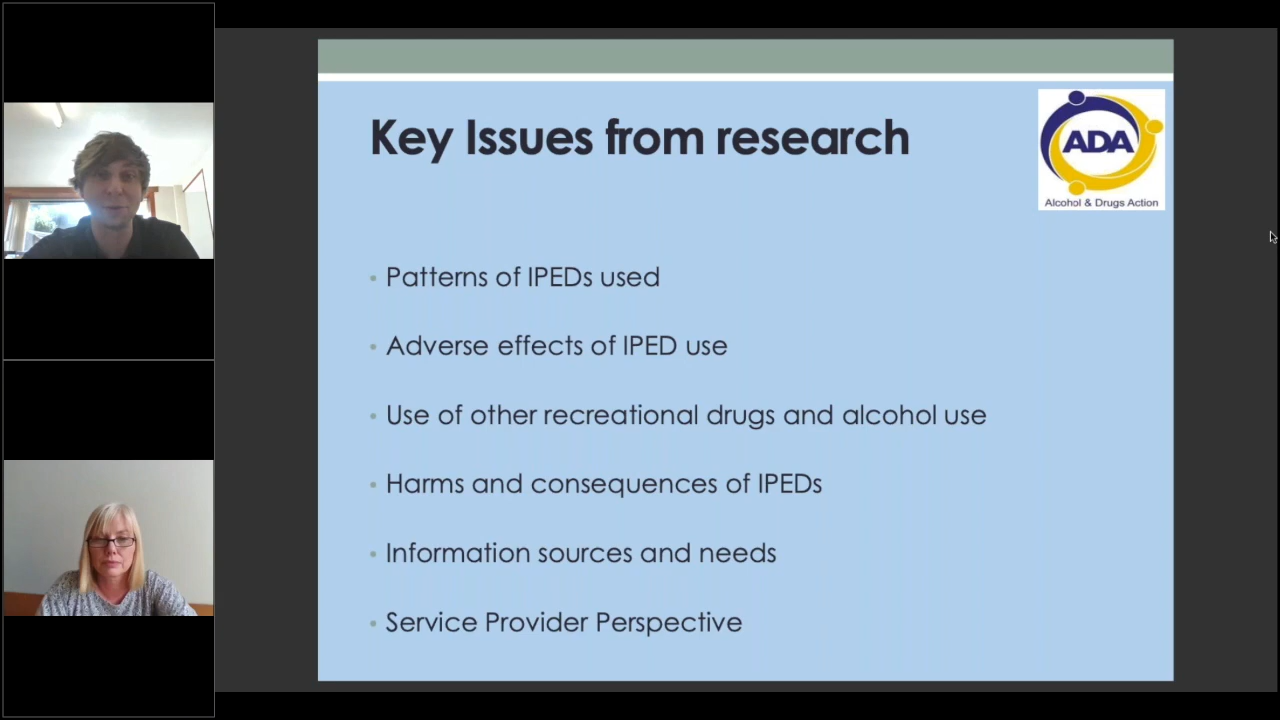 Key Issues from research
ADA
Alcohol & Drugs Action
• Patterns of IPEDs used
• Adverse effects of IPED use
• Use of other recreational drugs and alcohol use
• Harms and consequences of IPEDs
• Information sources and needs
• Service Provider Perspective